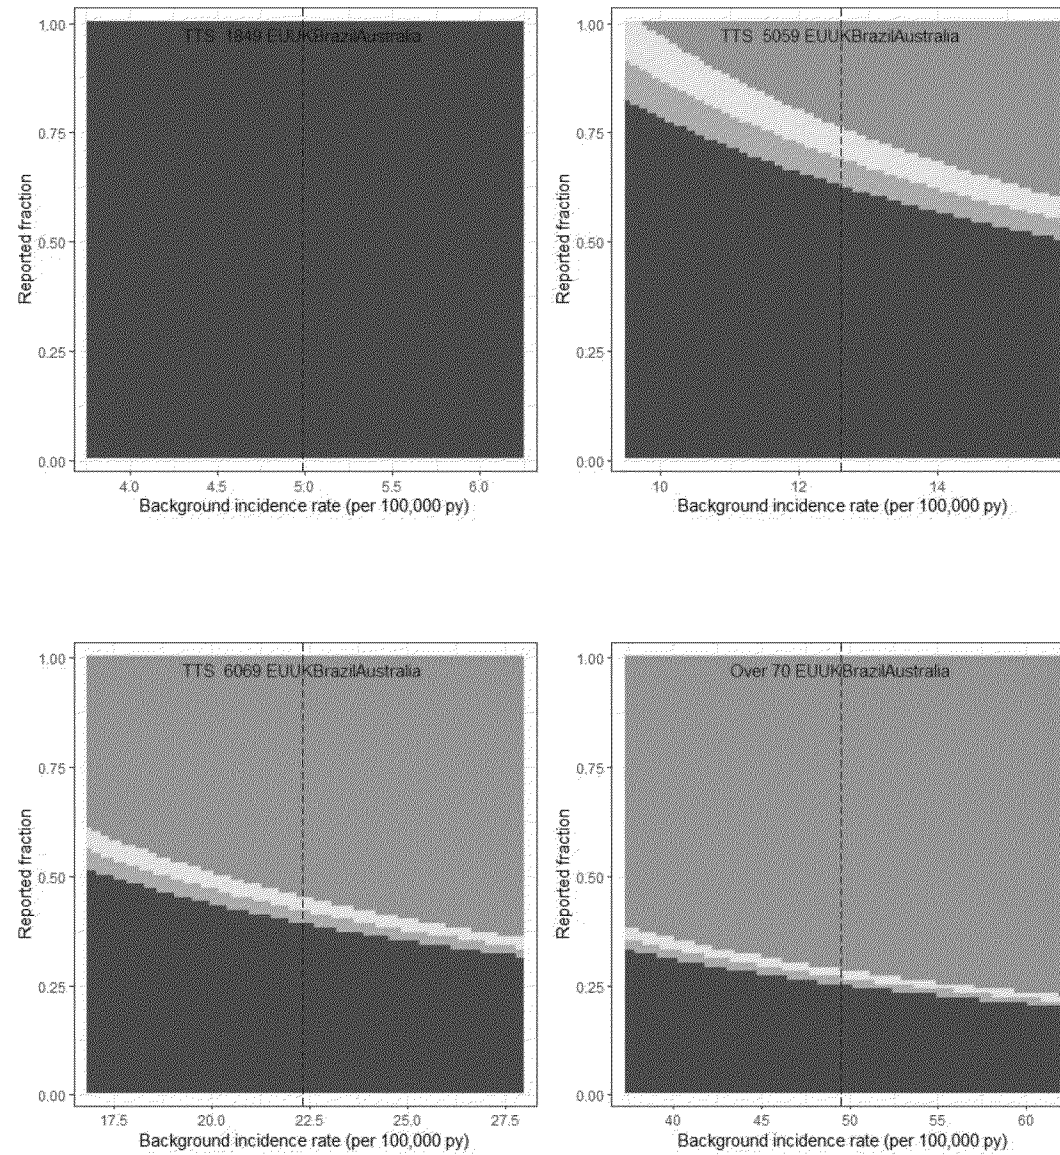 TTS 1849 EUUKBrazilAustralia
1.00
0.75
0.50
0.25
0.00
Reported fraction
4.0 4.5 5.0 5.5 6.0
Background incidence rate (per 100,000 py)
TTS 5059 EUUKBrazilAustralia
1.00
0.75
0.50
0.25
0.00
Reported fraction
10 12 14
Background incidence rate (per 100,000 py)
TTS 6069 EUUKBrazilAustralia
1.00
0.75
0.50
0.25
0.00
Reported fraction
17.5 20.0 22.5 25.0 27.5
Background incidence rate (per 100,000 py)
Over 70 EUUKBrazilAustralia
1.00
0.75
0.50
0.25
0.00
Reported fraction
40 45 50 55 60
Background incidence rate (per 100,000 py)